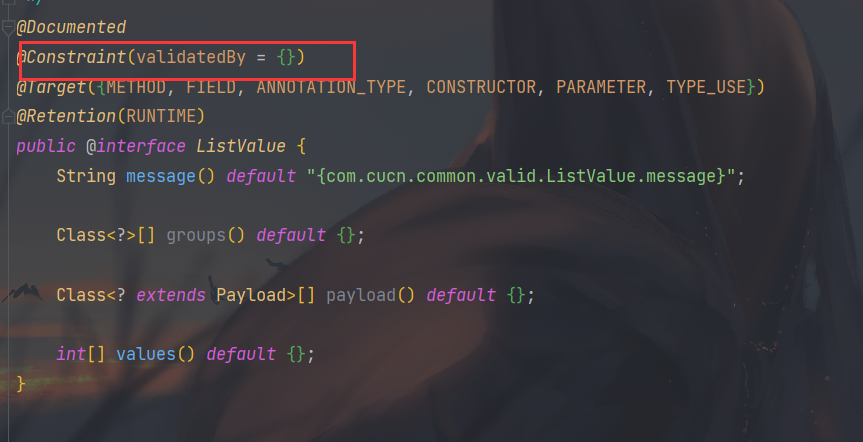 @Documented
@Constraint(validatedBy = {})
@Target({METHOD, FIELD, ANNOTATION_TYPE, CONSTRUCTOR, PARAMETER, TYPE_USE})
@Retention(RUNTIME)
public @interface ListValue {
    String message() default "{com.cucn.common.valid.ListValue.message}";
    Class<?>[] groups() default {};
    Class<? extends Payload>[] payload() default {};
    int[] values() default {};
}